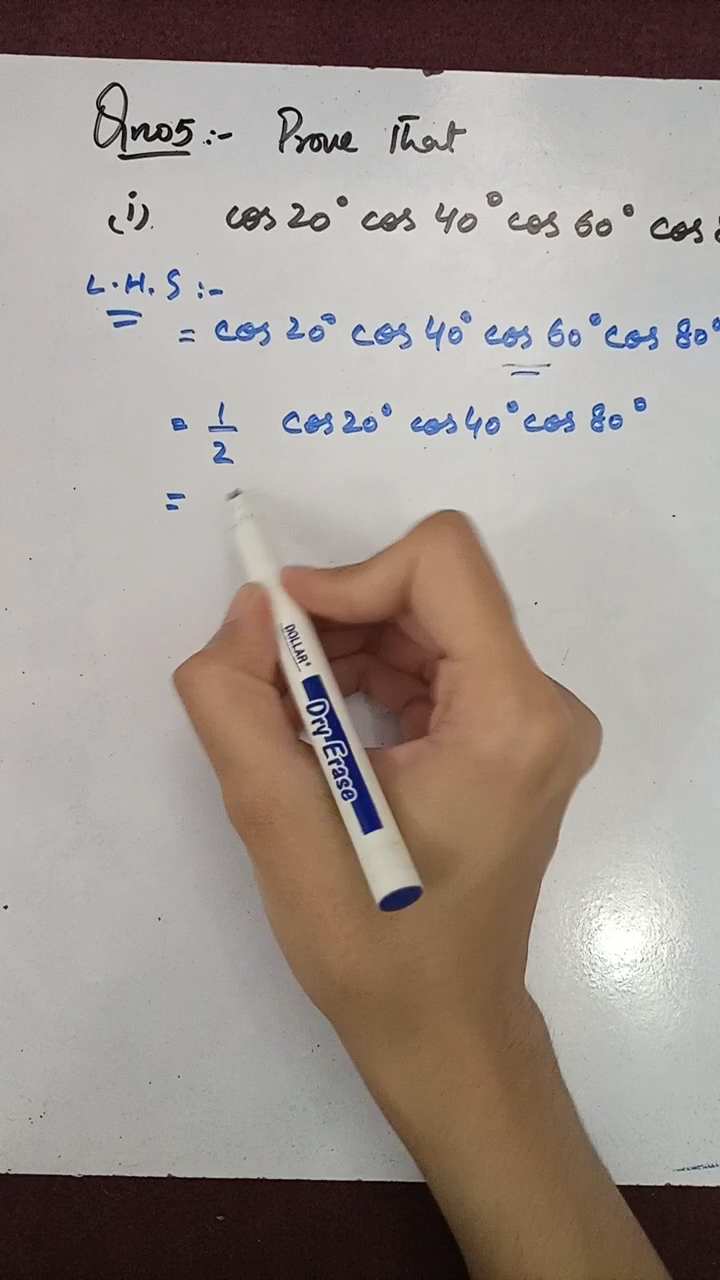 Qno5:- Prove That
(i). cos 20° cos 40° cos 60° cos
L.H.S :-
= cos 20° cos 40° cos 60° cos 80°
= 1/2 cos 20° cos 40° cos 80°
=
DOLLAR
Dry Erase